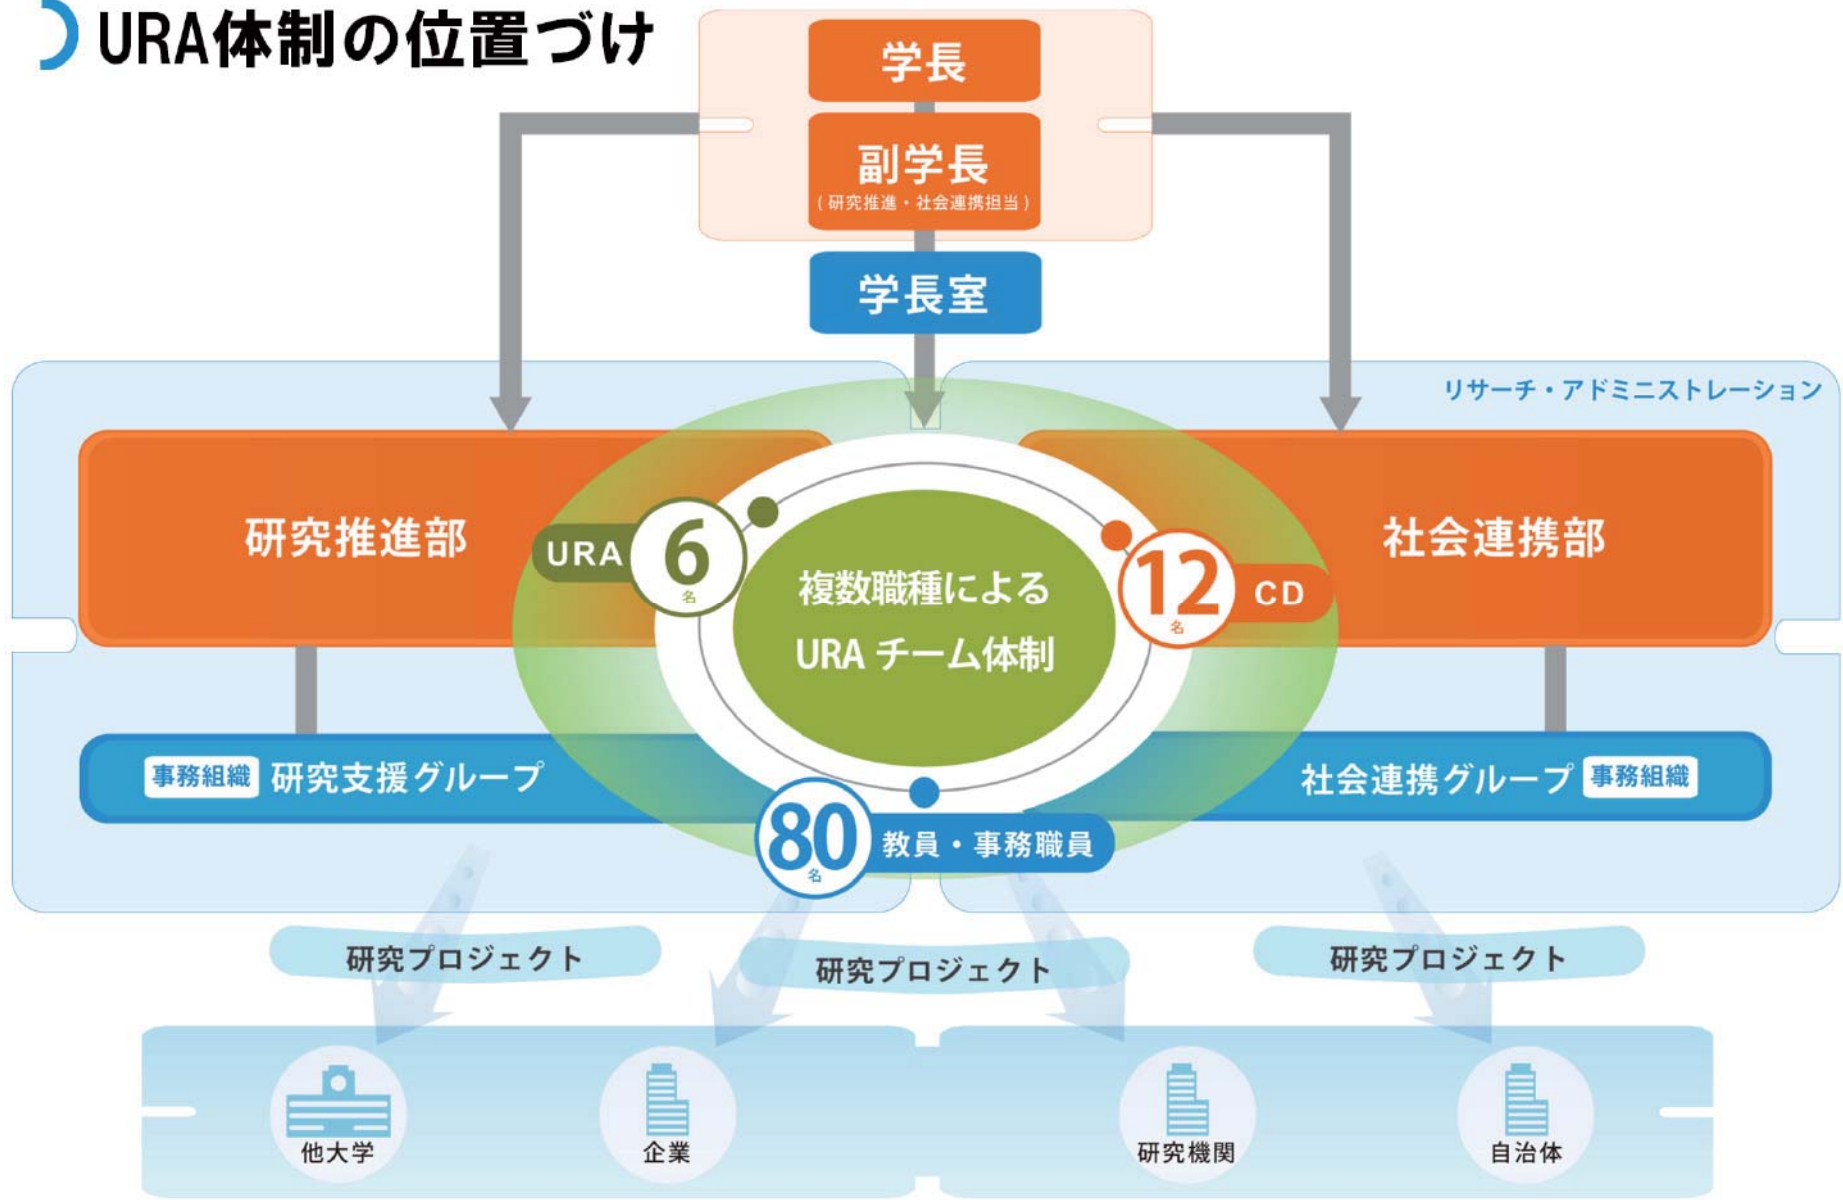 URA体制の位置づけ
学長
副学長
(研究推進・社会連携担当)
学長室
リサーチ・アドミニストレーション
研究推進部
URA 6名
複数職種による
URA チーム体制
12名 CD
社会連携部
事務組織 研究支援グループ
社会連携グループ 事務組織
80名 教員・事務職員
研究プロジェクト
研究プロジェクト
研究プロジェクト
他大学
企業
研究機関
自治体